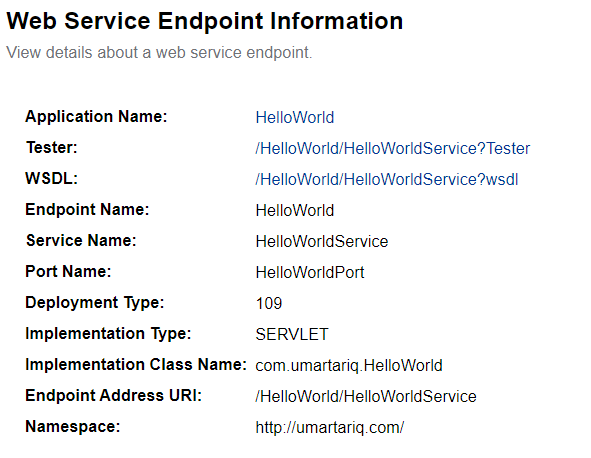 Web Service Endpoint Information
View details about a web service endpoint.
Application Name: HelloWorld
Tester: /HelloWorld/HelloWorldService?Tester
WSDL: /HelloWorld/HelloWorldService?wsdl
Endpoint Name: HelloWorld
Service Name: HelloWorldService
Port Name: HelloWorldPort
Deployment Type: 109
Implementation Type: SERVLET
Implementation Class Name: com.umartariq.HelloWorld
Endpoint Address URI: /HelloWorld/HelloWorldService
Namespace: http://umartariq.com/